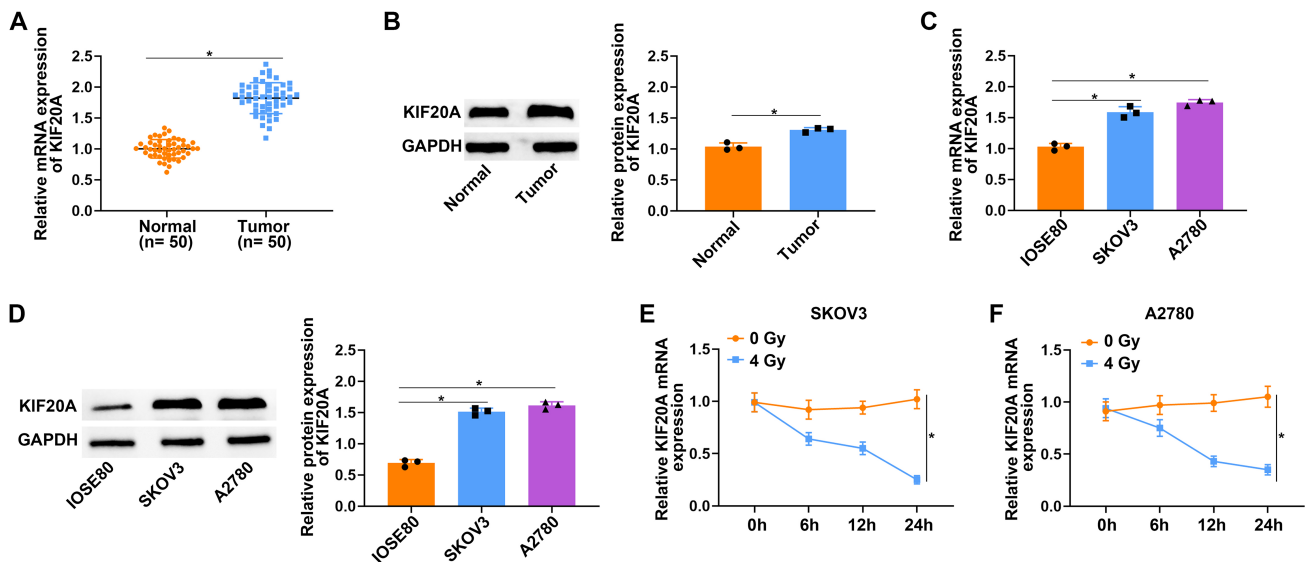 A
Relative mRNA expression
of KIF20A
2.5
2.0
1.5
1.0
0.5
0.0
*
Normal
(n= 50)
Tumor
(n= 50)
B
KIF20A
GAPDH
Normal
Tumor
Relative protein expression
of KIF20A
2.5
2.0
1.5
1.0
0.5
0.0
*
Normal
Tumor
C
Relative mRNA expression
of KIF20A
2.5
2.0
1.5
1.0
0.5
0.0
*
*
IOSE80
SKOV3
A2780
D
KIF20A
GAPDH
IOSE80
SKOV3
A2780
Relative protein expression
of KIF20A
2.5
2.0
1.5
1.0
0.5
0.0
*
*
IOSE80
SKOV3
A2780
E
SKOV3
0 Gy
4 Gy
Relative KIF20A mRNA
expression
1.5
1.0
0.5
0.0
*
0h
6h
12h
24h
F
A2780
0 Gy
4 Gy
Relative KIF20A mRNA
expression
1.5
1.0
0.5
0.0
*
0h
6h
12h
24h